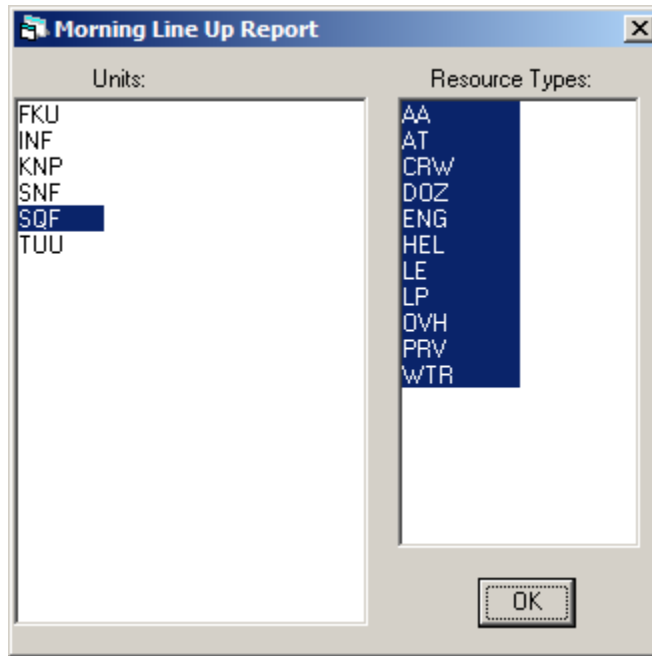 Morning Line Up Report
Units:
FKU
INF
KNP
SNF
SQF
TUU
Resource Types:
AA
AT
CRW
DOZ
ENG
HEL
LE
LP
OVH
PRV
WTR
OK